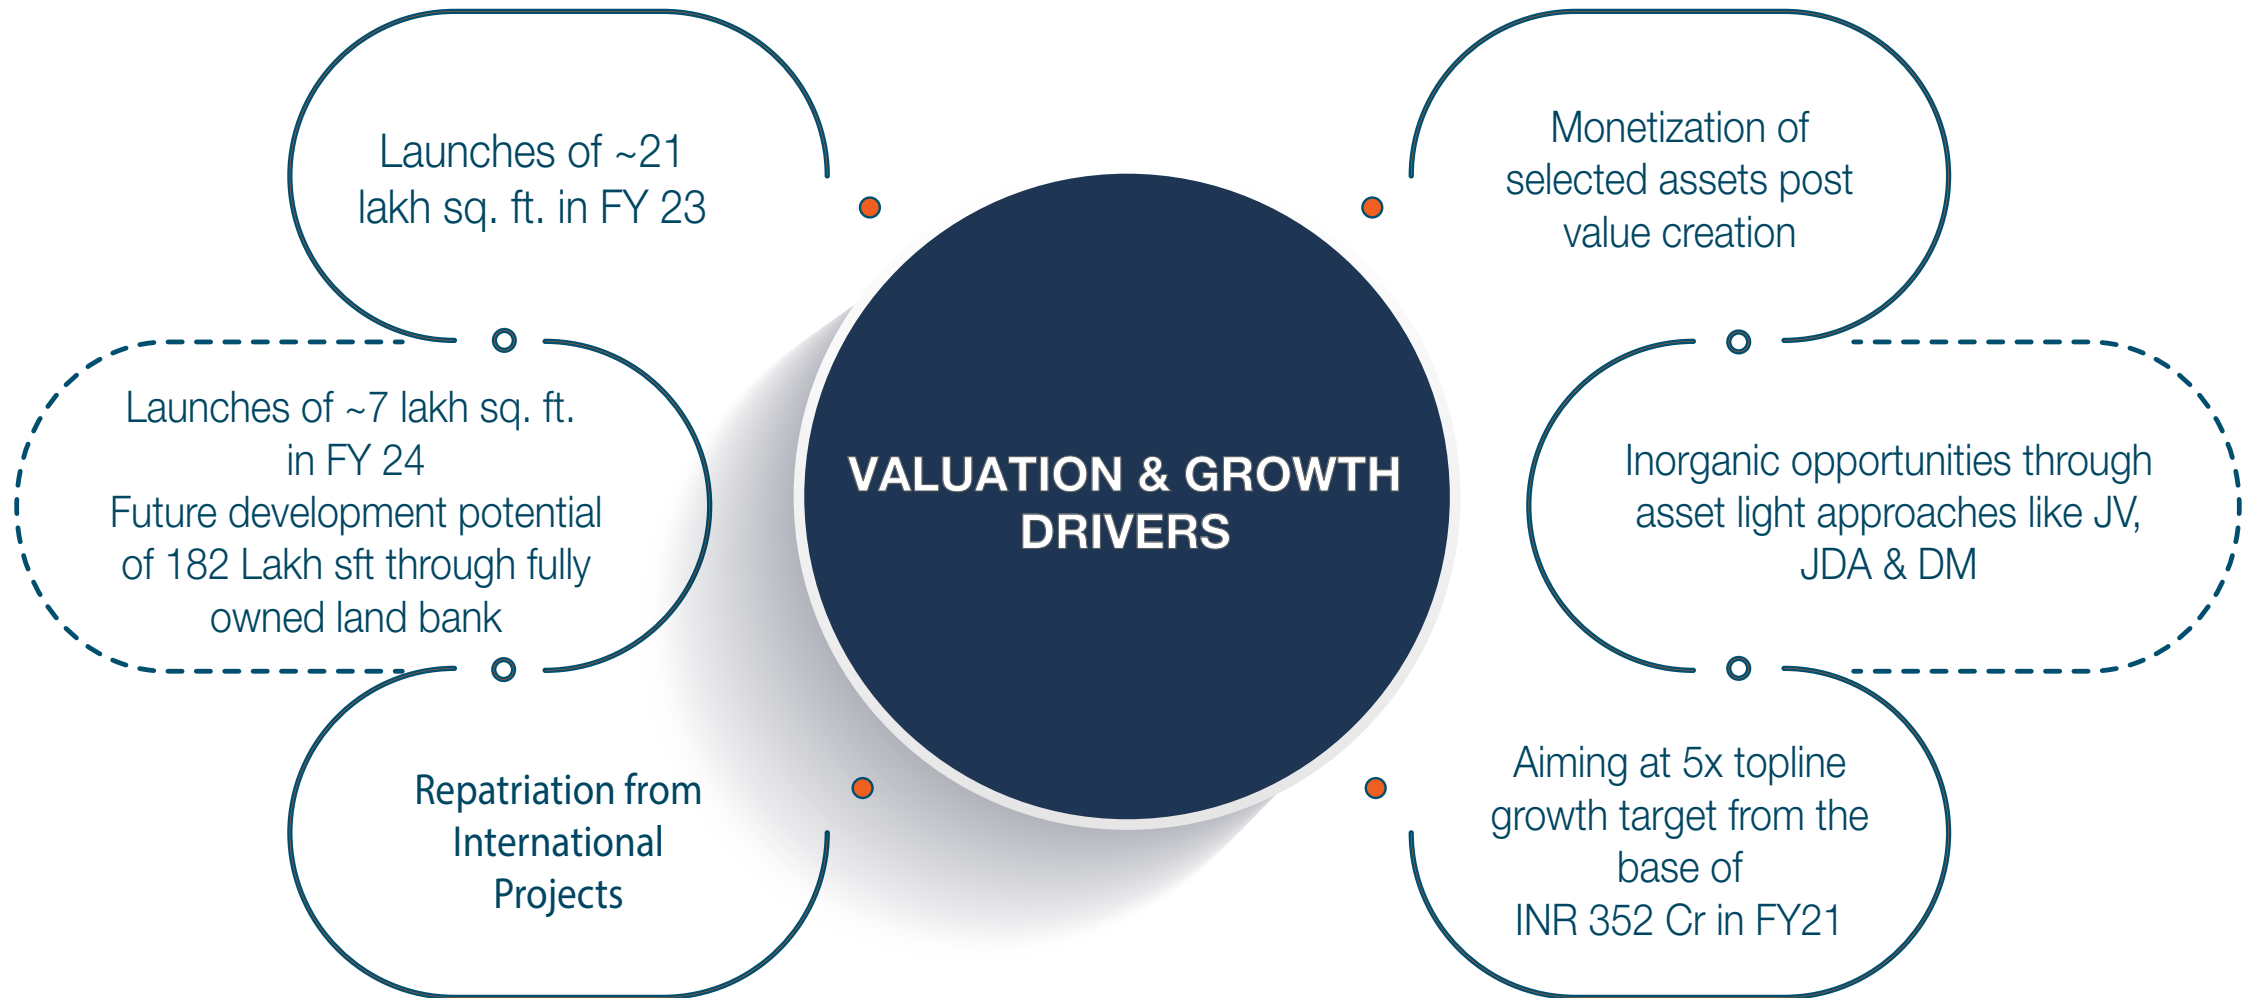 Launches of ~21
lakh sq. ft. in FY 23
Launches of ~7 lakh sq. ft.
in FY 24
Future development potential
of 182 Lakh sft through fully
owned land bank
Repatriation from
International
Projects
VALUATION & GROWTH
DRIVERS
Monetization of
selected assets post
value creation
Inorganic opportunities through
asset light approaches like JV,
JDA & DM
Aiming at 5x topline
growth target from the
base of
INR 352 Cr in FY21